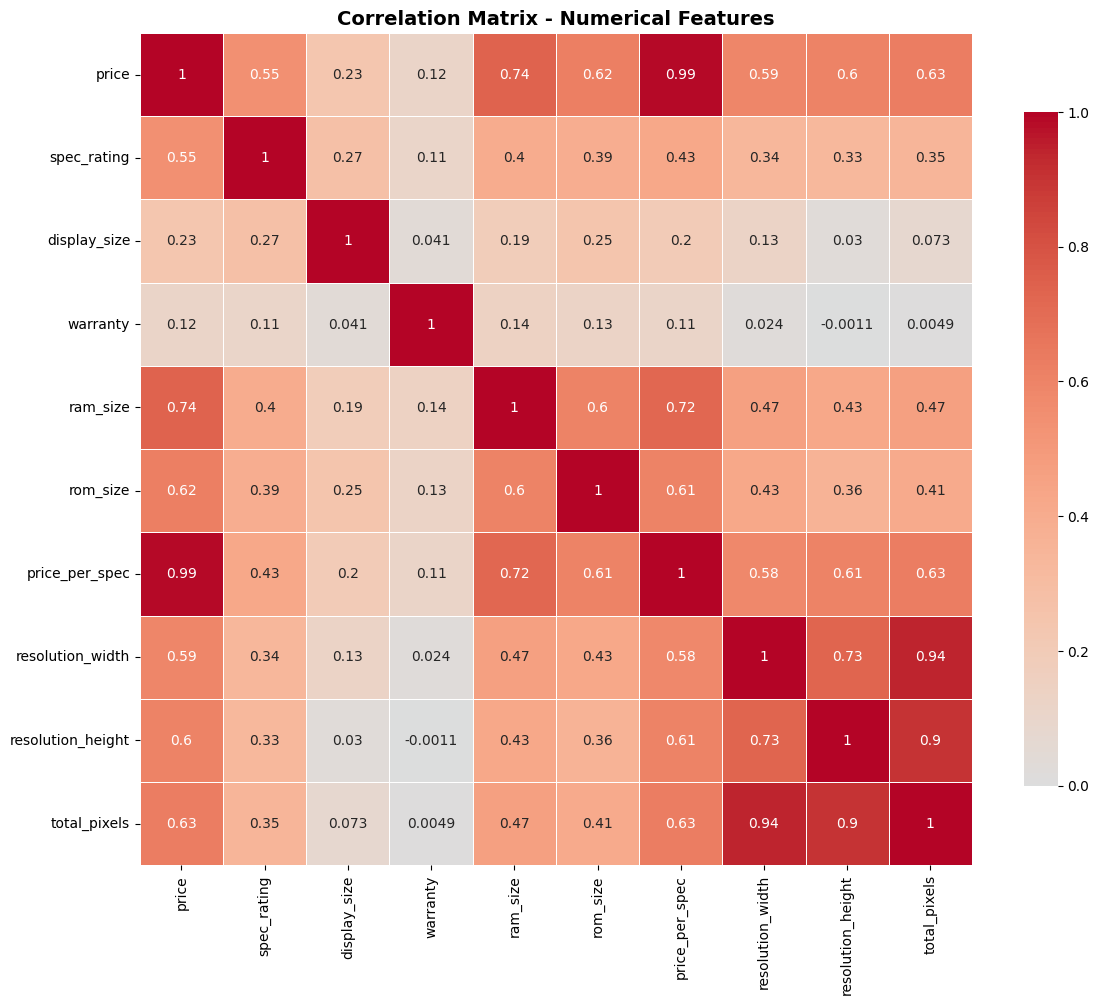 Correlation Matrix - Numerical Features
price 1 0.55 0.23 0.12 0.74 0.62 0.99 0.59 0.6 0.63
spec_rating 0.55 1 0.27 0.11 0.4 0.39 0.43 0.34 0.33 0.35
display_size 0.23 0.27 1 0.041 0.19 0.25 0.2 0.13 0.03 0.073
warranty 0.12 0.11 0.041 1 0.14 0.13 0.11 0.024 -0.0011 0.0049
ram_size 0.74 0.4 0.19 0.14 1 0.6 0.72 0.47 0.43 0.47
rom_size 0.62 0.39 0.25 0.13 0.6 1 0.61 0.43 0.36 0.41
price_per_spec 0.99 0.43 0.2 0.11 0.72 0.61 1 0.58 0.61 0.63
resolution_width 0.59 0.34 0.13 0.024 0.47 0.43 0.58 1 0.73 0.94
resolution_height 0.6 0.33 0.03 -0.0011 0.43 0.36 0.61 0.73 1 0.9
total_pixels 0.63 0.35 0.073 0.0049 0.47 0.41 0.63 0.94 0.9 1
price spec_rating display_size warranty ram_size rom_size price_per_spec resolution_width resolution_height total_pixels
1.0
0.8
0.6
0.4
0.2
0.0